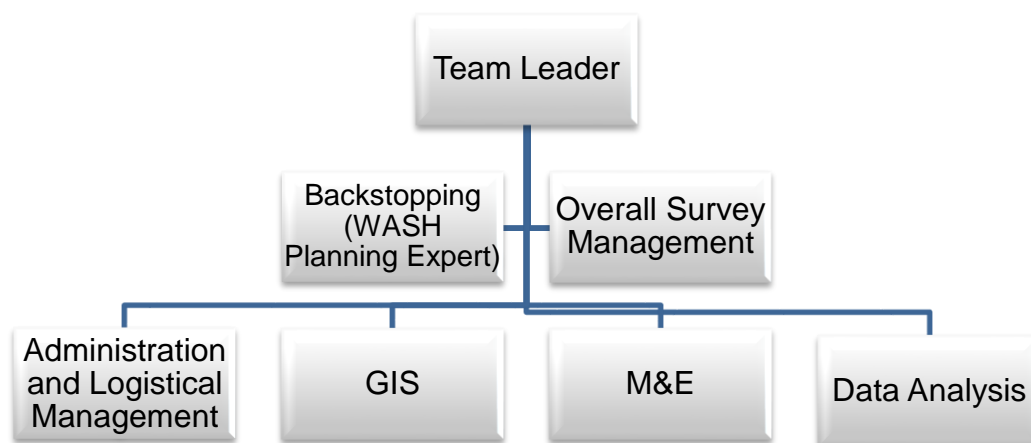 Team Leader
Backstopping
(WASH
Planning Expert)
Overall Survey
Management
Administration
and Logistical
Management
GIS
M&E
Data Analysis